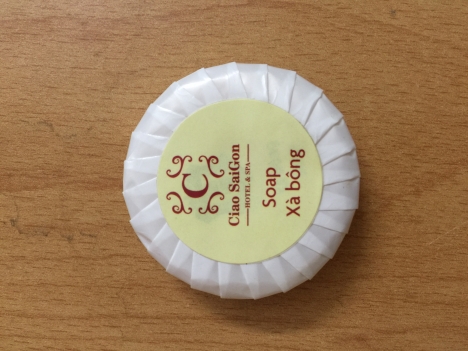 C
Ciao SaiGon
HOTEL & SPA
Soap
Xà bông